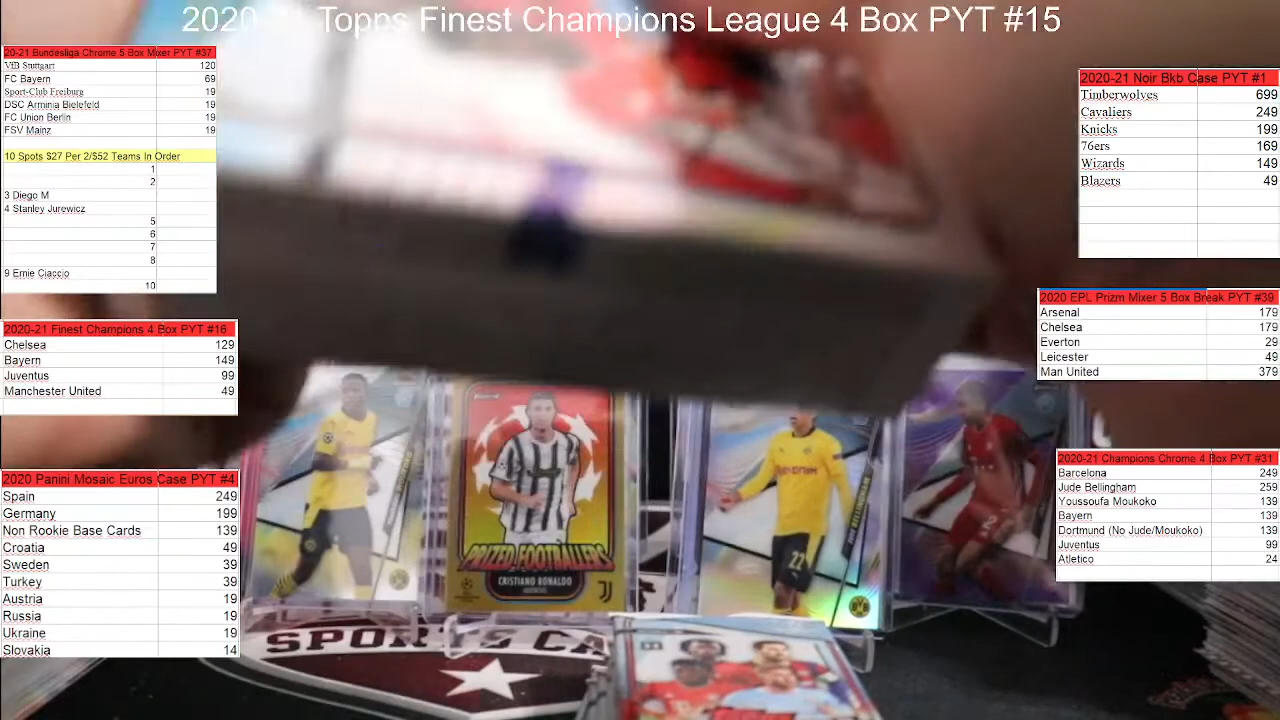 2020-21 Topps Finest Champions League 4 Box PYT #15
20-21 Bundesliga Chrome 5 Box Mixer PYT #37
VfB Stuttgart 120
FC Bayern 69
Sport-Club Freiburg 19
DSC Arminia Bielefeld 19
FC Union Berlin 19
FSV Mainz 19
10 Spots $27 Per 2/$52 Teams In Order
1
2
3 Diego M
4 Stanley Jurewicz
5
6
7
8
9 Ernie Ciaccio
10
2020-21 Finest Champions 4 Box PYT #16
Chelsea 129
Bayern 149
Juventus 99
Manchester United 49
2020 Panini Mosaic Euros Case PYT #4
Spain 249
Gemany 199
Non Rookie Base Cards 139
Croatia 49
Sweden 39
Turkey 39
Austria 19
Russia 19
Ukraine 19
Slovakia 14
2020-21 Noir Bkb Case PYT #1
Timberwolves 699
Cavaliers 249
Knicks 199
76ers 169
Wizards 149
Blazers 49
2020 EPL Prizm Mixer 5 Box Break PYT #39
Arsenal 179
Chelsea 179
Everton 29
Leicester 49
Man United 379
2020-21 Champions Chrome 4 Box PYT #31
Barcelona 249
Jude Bellingham 259
Youssoufa Moukoko 139
Bayern 139
Dortmund (No Jude/Moukoko) 139
Juventus 99
Atletico 24
PRIZED FOOTBALLERS
CRISTIANO RONALDO
JUVENTUS
JUDE BELLINGHAM
22
SPORTS CA